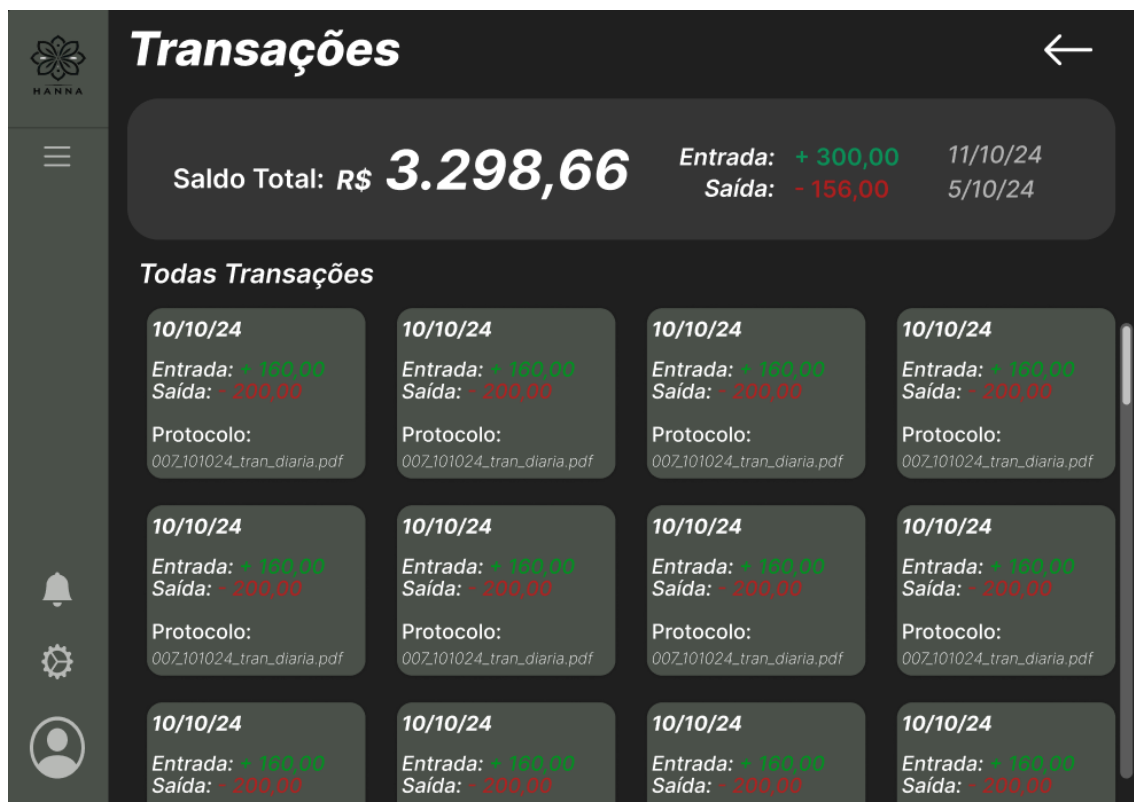 HANNA
Transações
Saldo Total: R$ 3.298,66
Entrada: + 300,00 11/10/24
Saída: - 156,00 5/10/24
Todas Transações
10/10/24
Entrada: + 160,00
Saída: - 200,00
Protocolo:
007_101024_tran_diaria.pdf
10/10/24
Entrada: + 160,00
Saída: - 200,00
Protocolo:
007_101024_tran_diaria.pdf
10/10/24
Entrada: + 160,00
Saída: - 200,00
Protocolo:
007_101024_tran_diaria.pdf
10/10/24
Entrada: + 160,00
Saída: - 200,00
Protocolo:
007_101024_tran_diaria.pdf
10/10/24
Entrada: + 160,00
Saída: - 200,00
Protocolo:
007_101024_tran_diaria.pdf
10/10/24
Entrada: + 160,00
Saída: - 200,00
Protocolo:
007_101024_tran_diaria.pdf
10/10/24
Entrada: + 160,00
Saída: - 200,00
Protocolo:
007_101024_tran_diaria.pdf
10/10/24
Entrada: + 160,00
Saída: - 200,00
Protocolo:
007_101024_tran_diaria.pdf
10/10/24
Entrada: + 160,00
Saída: - 200,00
10/10/24
Entrada: + 160,00
Saída: - 200,00
10/10/24
Entrada: + 160,00
Saída: - 200,00
10/10/24
Entrada: + 160,00
Saída: - 200,00